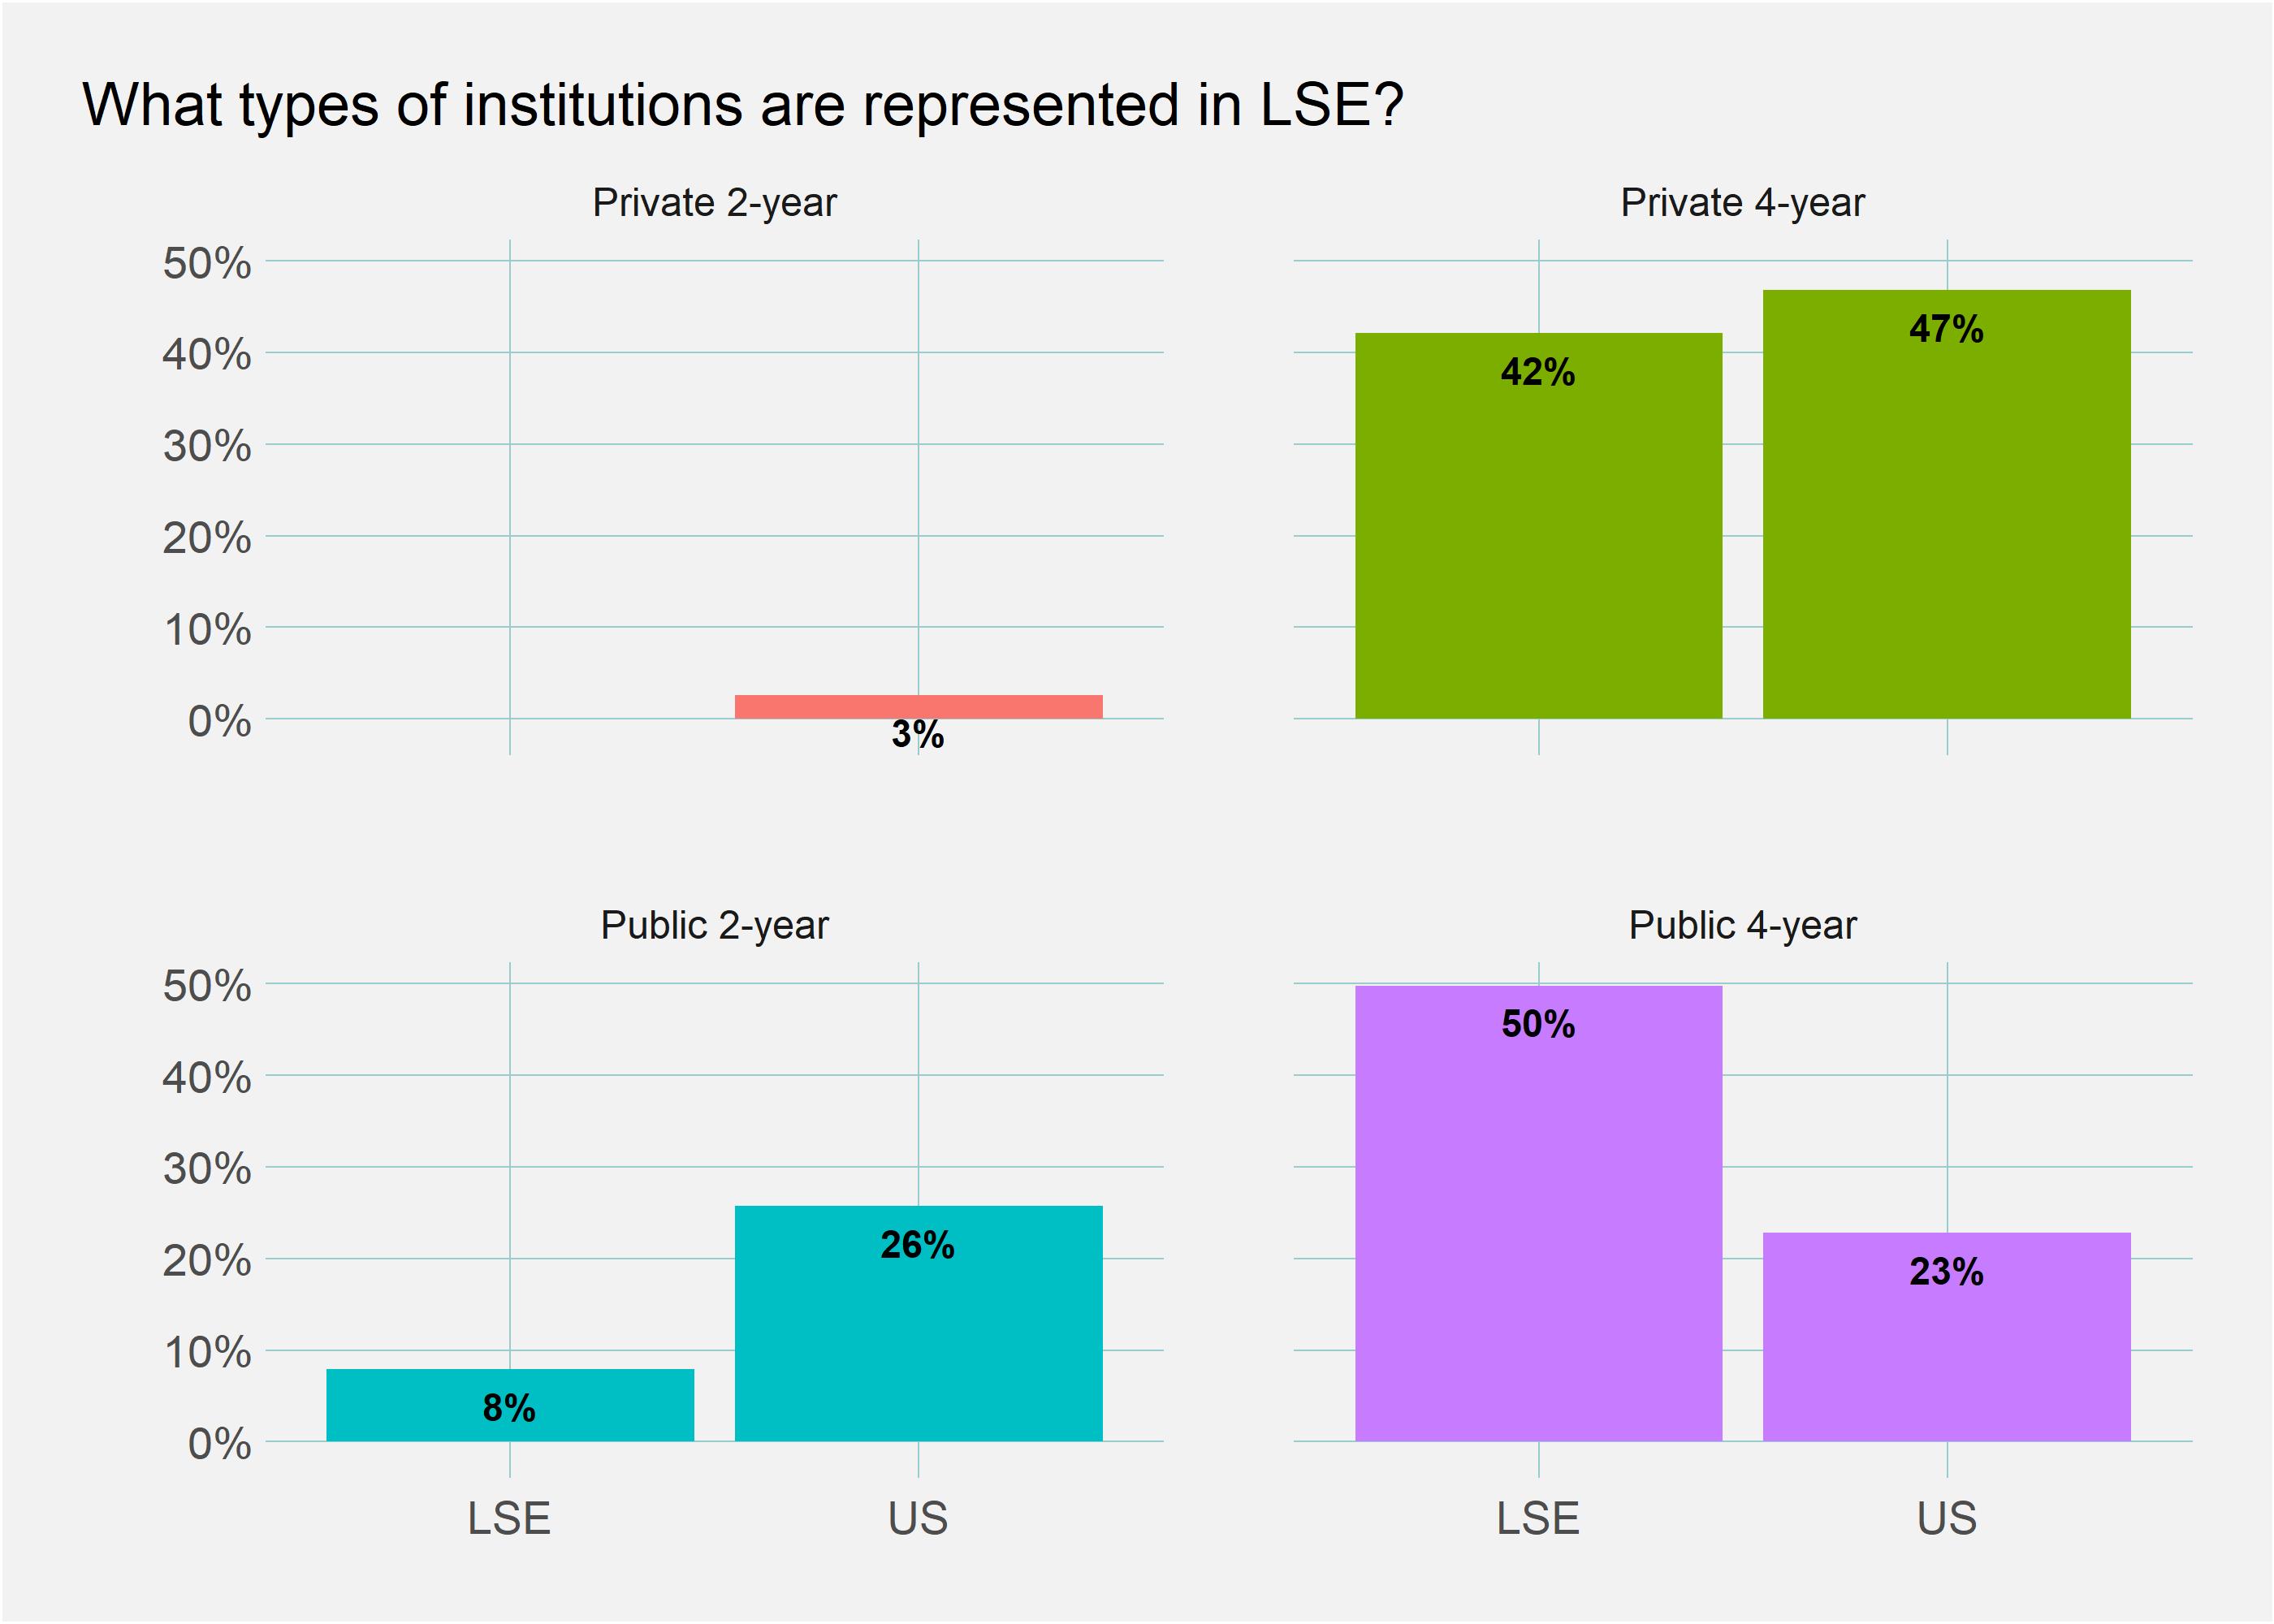 What types of institutions are represented in LSE?
Private 2-year
Private 4-year
50%
40%
30%
20%
10%
0%
3%
42%
47%
Public 2-year
Public 4-year
50%
40%
30%
20%
10%
0%
8%
26%
50%
23%
LSE
US
LSE
US